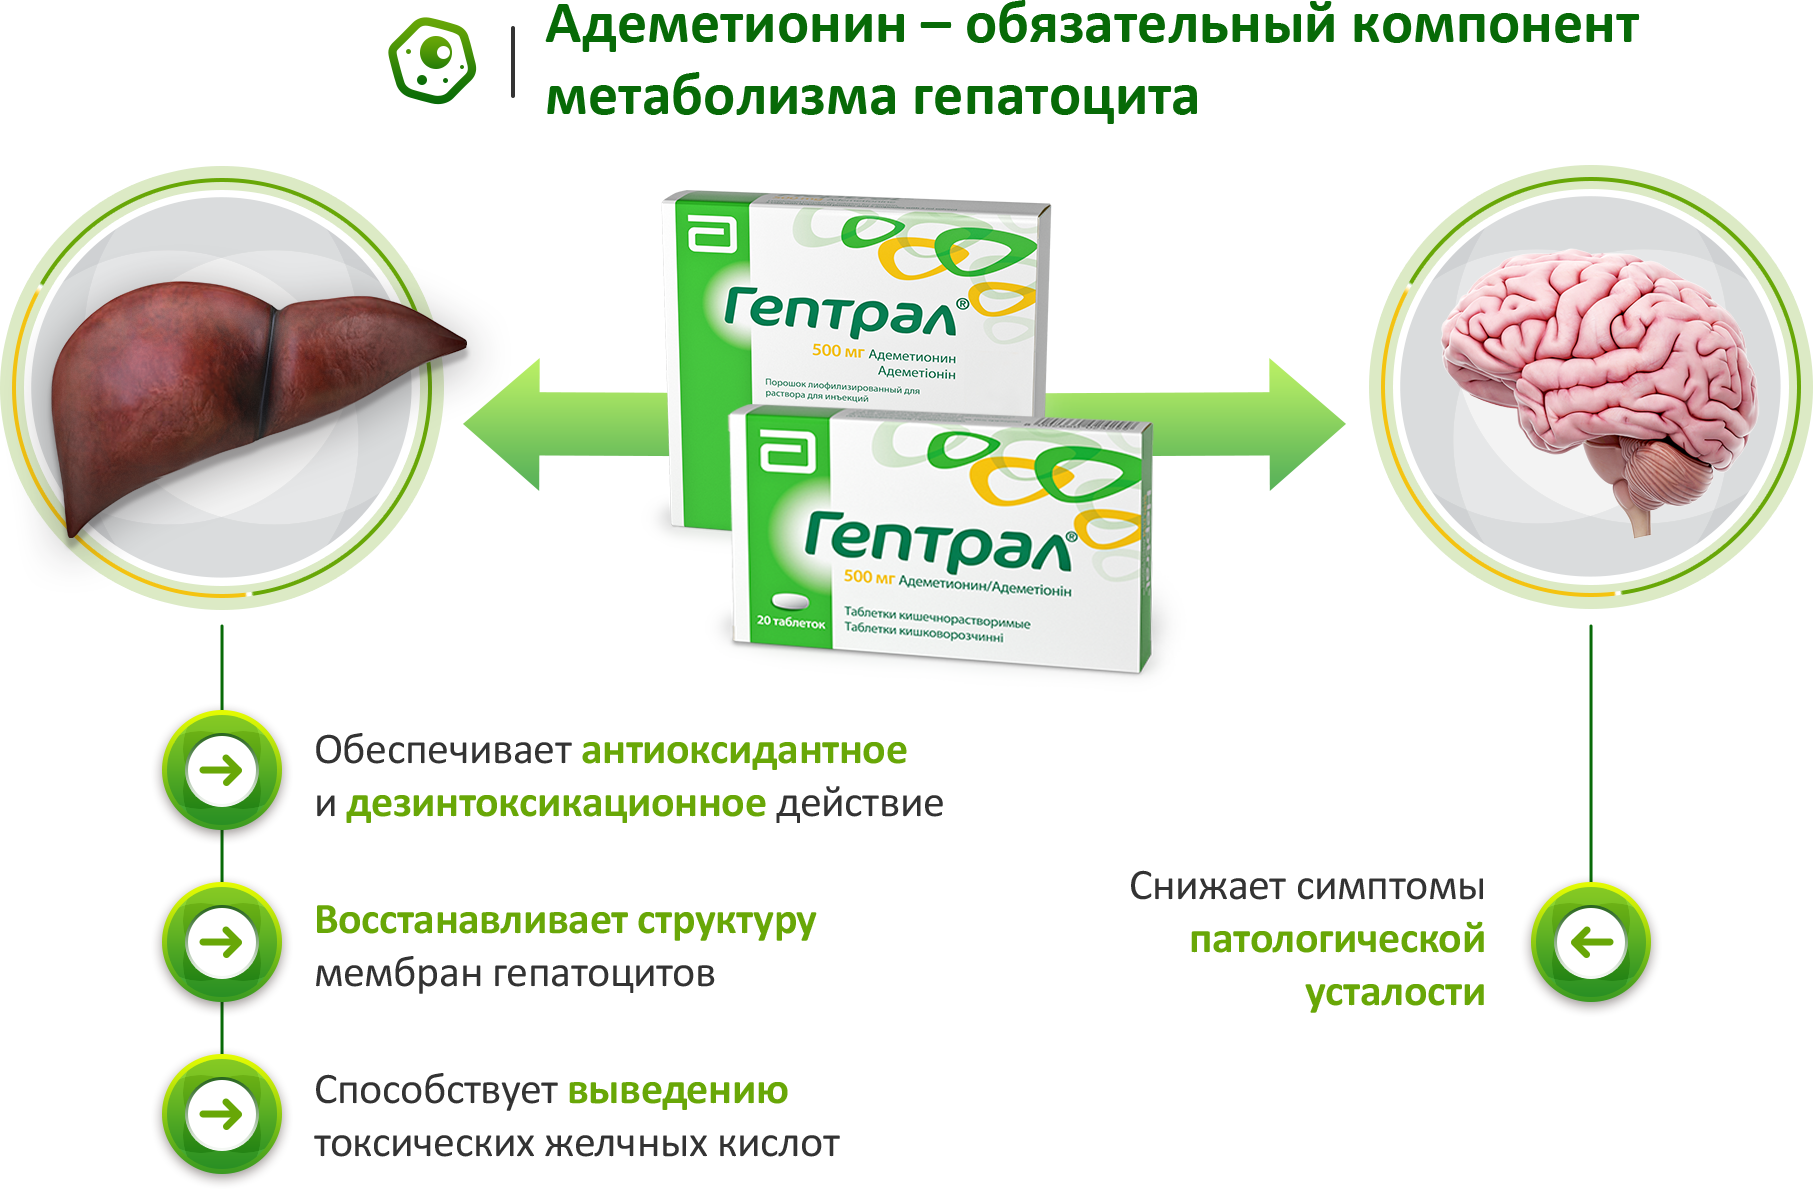 Адеметионин – обязательный компонент
метаболизма гепатоцита
Гептрал®
500 мг Адеметионин
Адеметіонін
Порошок лиофилизированный для
раствора для инъекций
Гептрал®
500 мг Адеметионин/Адеметіонін
20 таблеток
Таблетки кишечнорастворимые
Таблетки кишковорозчинні
Обеспечивает антиоксидантное
и дезинтоксикационное действие
Восстанавливает структуру
мембран гепатоцитов
Способствует выведению
токсических желчных кислот
Снижает симптомы
патологической
усталости